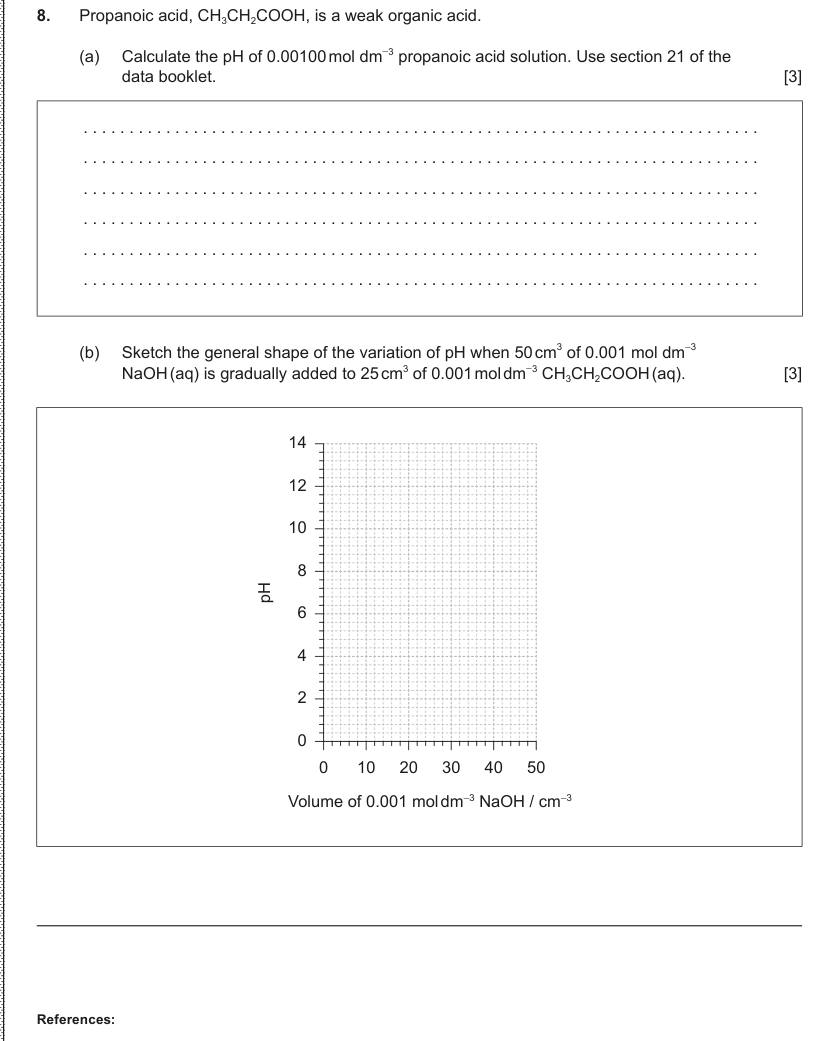 8. Propanoic acid, CH₃CH₂COOH, is a weak organic acid.
(a) Calculate the pH of 0.00100 mol dm⁻³ propanoic acid solution. Use section 21 of the
data booklet. [3]
(b) Sketch the general shape of the variation of pH when 50 cm³ of 0.001 mol dm⁻³
NaOH (aq) is gradually added to 25 cm³ of 0.001 mol dm⁻³ CH₃CH₂COOH (aq). [3]
14
12
10
8
pH
6
4
2
0
0 10 20 30 40 50
Volume of 0.001 mol dm⁻³ NaOH / cm⁻³
References: